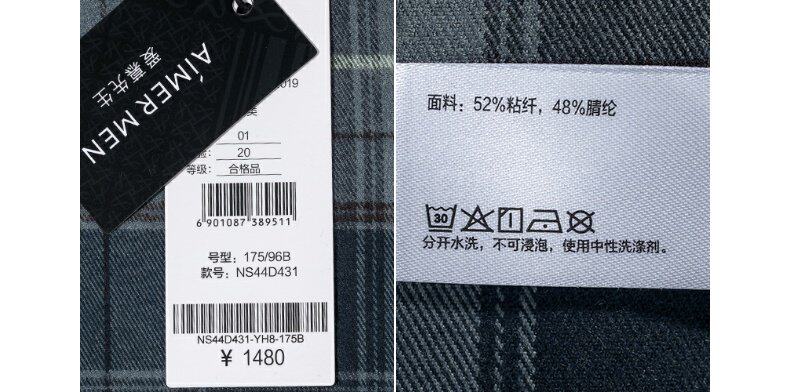 AIMER MEN
爱慕先生
019
类
01
20
等级: 合格品
6 901087 389511
号型: 175/96B
款号: NS44D431
NS44D431-YH8-175B
¥ 1480
面料: 52%粘纤, 48%腈纶
30
分开水洗, 不可浸泡, 使用中性洗涤剂。